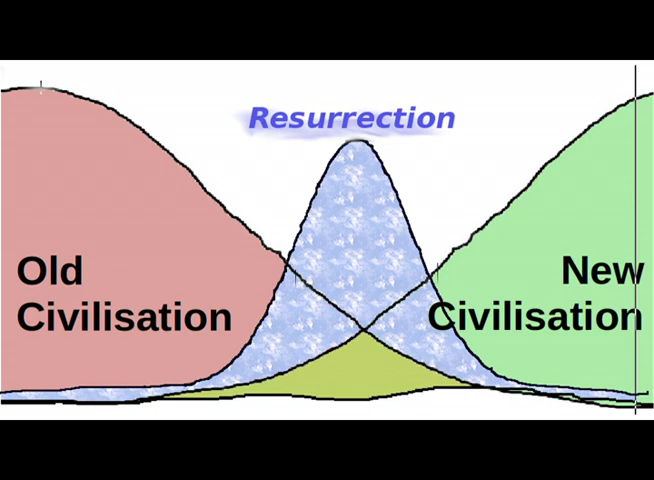 Resurrection
Old
Civilisation
New
Civilisation